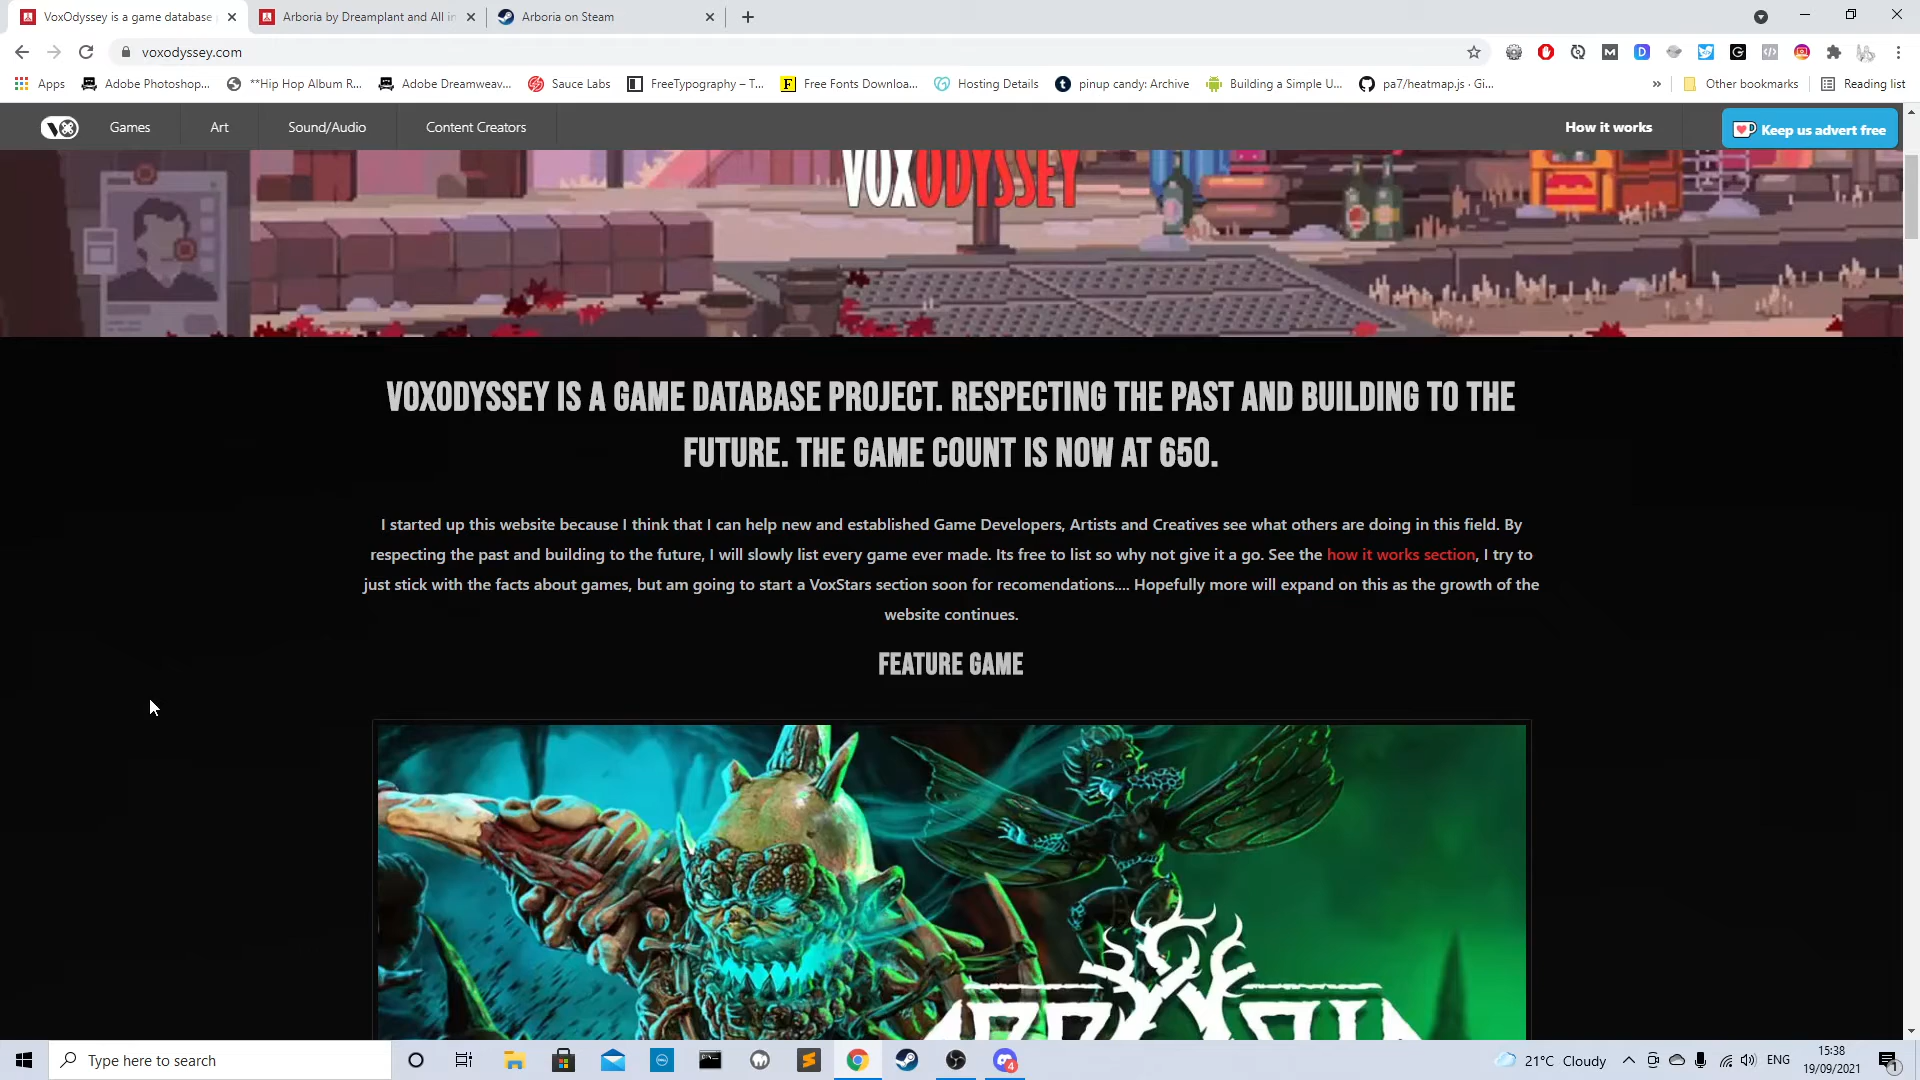 VoxOdyssey is a game database
Arboria by Dreamplant and All in
Arboria on Steam
voxodyssey.com
Apps
Adobe Photoshop...
**Hip Hop Album R...
Adobe Dreamweav...
Sauce Labs
FreeTypography – T...
Free Fonts Downloa...
Hosting Details
pinup candy: Archive
Building a Simple U...
pa7/heatmap.js · Gi...
»
Other bookmarks
Reading list
Games
Art
Sound/Audio
Content Creators
How it works
Keep us advert free
VOXODYSSEY
VOXODYSSEY IS A GAME DATABASE PROJECT. RESPECTING THE PAST AND BUILDING TO THE
FUTURE. THE GAME COUNT IS NOW AT 650.
I started up this website because I think that I can help new and established Game Developers, Artists and Creatives see what others are doing in this field. By
respecting the past and building to the future, I will slowly list every game ever made. Its free to list so why not give it a go. See the how it works section, I try to
just stick with the facts about games, but am going to start a VoxStars section soon for recomendations.... Hopefully more will expand on this as the growth of the
website continues.
FEATURE GAME
Type here to search
4
21°C Cloudy
ENG
15:38
19/09/2021
1